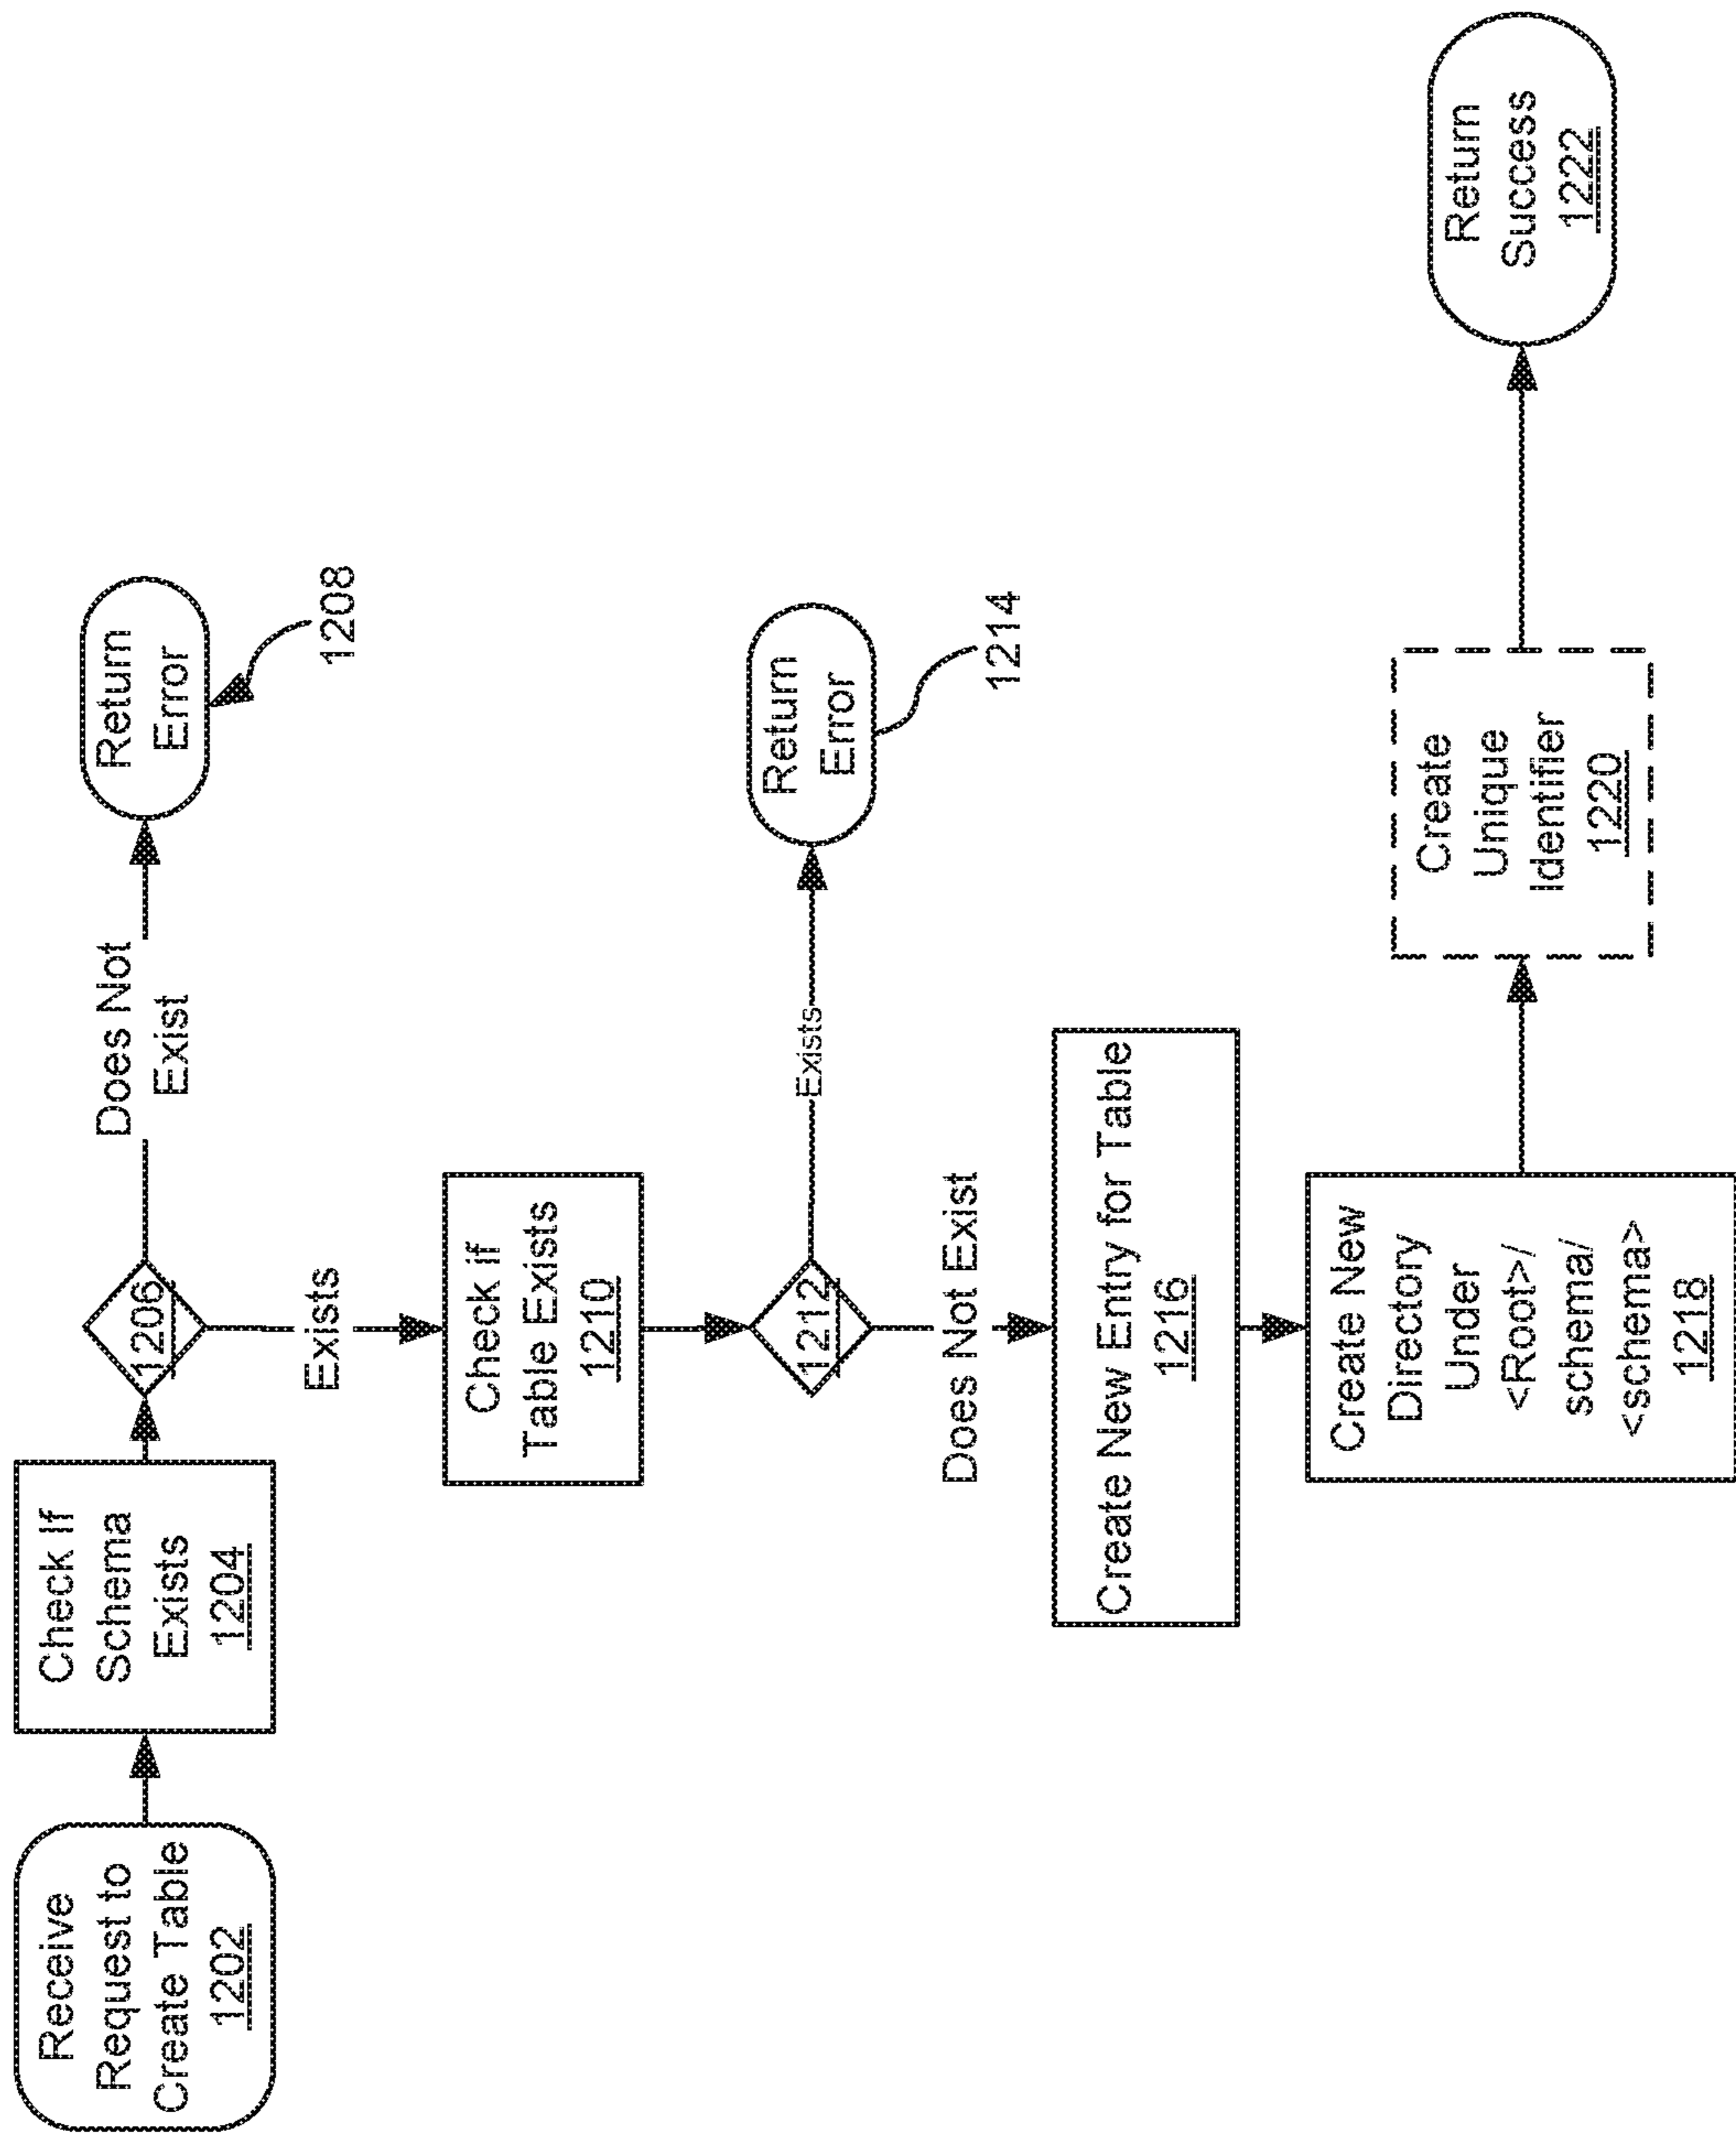 Receive
Request to
Create Table
1202
Check If
Schema
Exists
1204
1206
Does Not
Exist
Return
Error
1208
Exists
Check if
Table Exists
1210
1212
Exists
Return
Error
1214
Does Not Exist
Create New Entry for Table
1216
Create New
Directory
Under
<Root>/
schema/
<schema>
1218
Create
Unique
Identifier
1220
Return
Success
1222